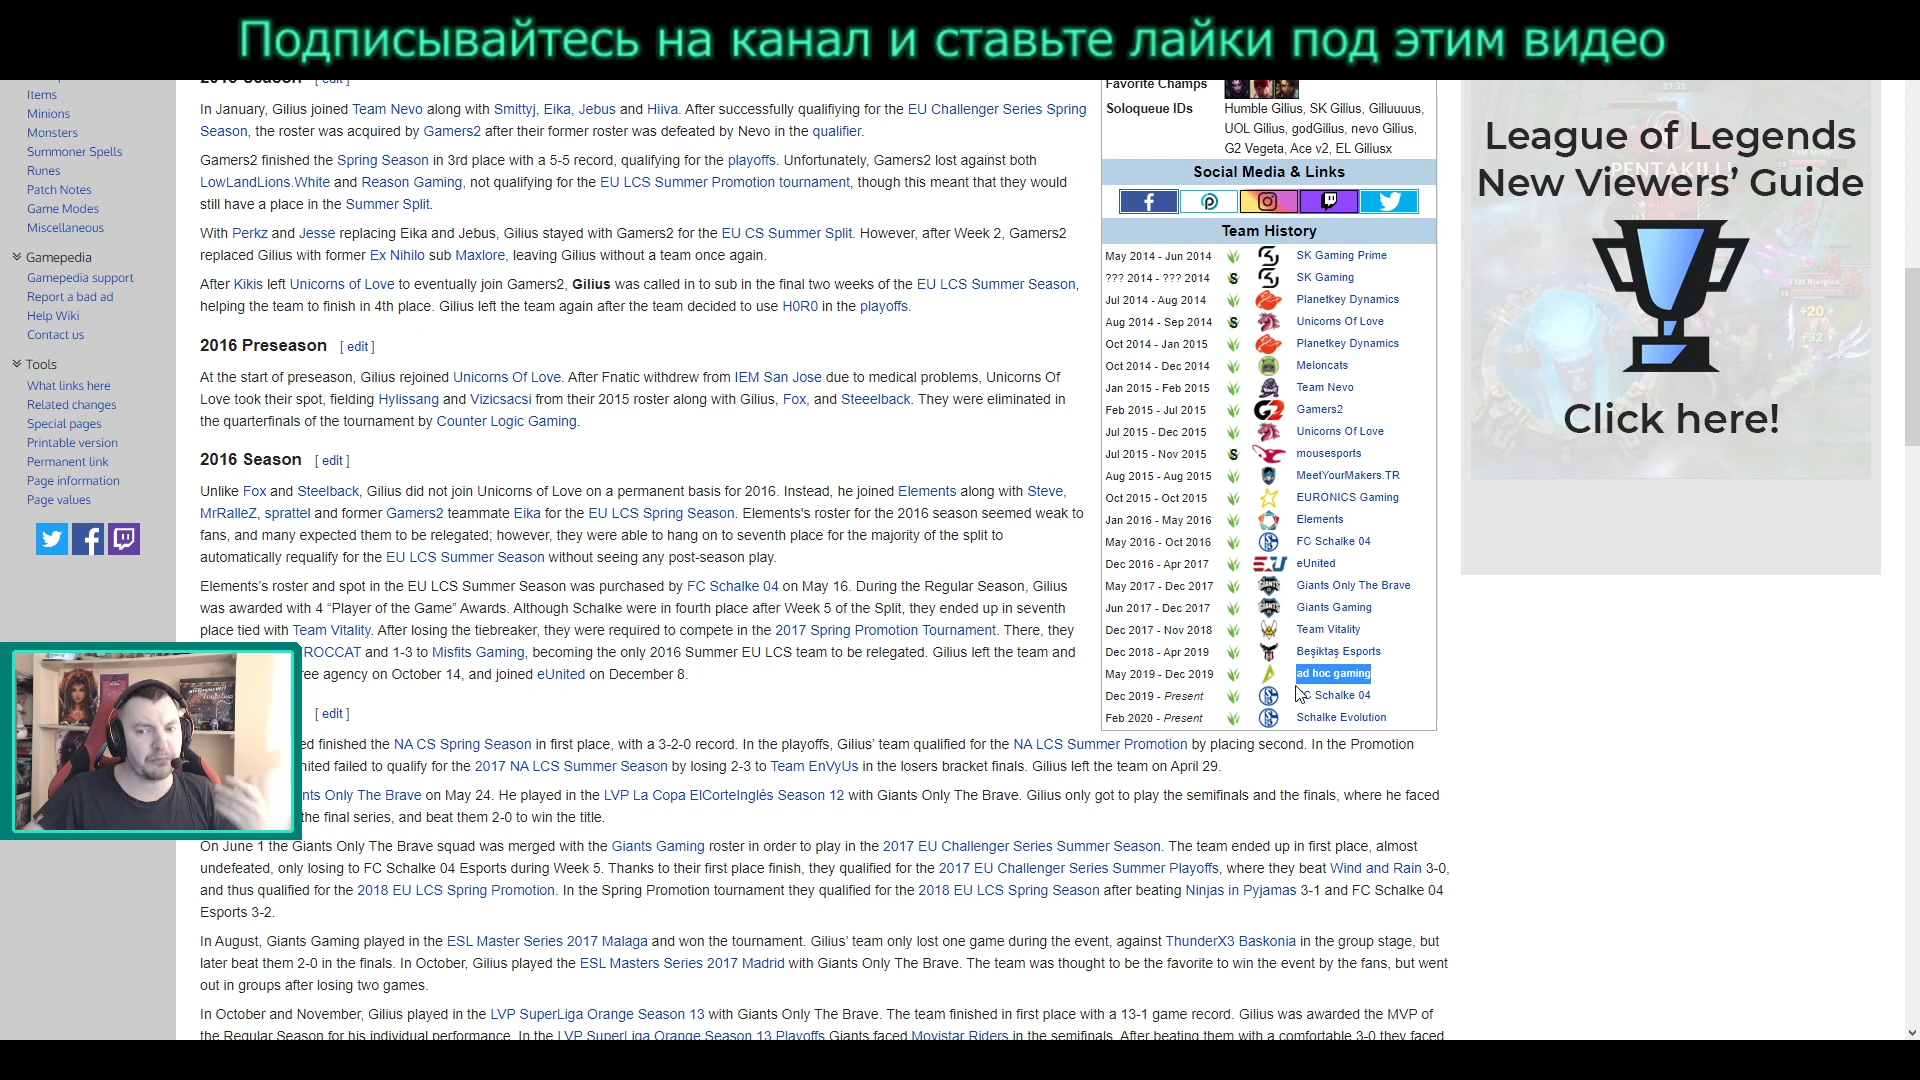 Подписывайтесь на канал и ставьте лайки под этим видео
Items
Minions
Monsters
Summoner Spells
Runes
Patch Notes
Game Modes
Miscellaneous
Gamepedia
Gamepedia support
Report a bad ad
Help Wiki
Contact us
Tools
What links here
Related changes
Special pages
Printable version
Permanent link
Page information
Page values
In January, Gilius joined Team Nevo along with Smittyj, Eika, Jebus and Hiiva. After successfully qualifying for the EU Challenger Series Spring
Season, the roster was acquired by Gamers2 after their former roster was defeated by Nevo in the qualifier.
Gamers2 finished the Spring Season in 3rd place with a 5-5 record, qualifying for the playoffs. Unfortunately, Gamers2 lost against both
LowLandLions.White and Reason Gaming, not qualifying for the EU LCS Summer Promotion tournament, though this meant that they would
still have a place in the Summer Split.
With Perkz and Jesse replacing Eika and Jebus, Gilius stayed with Gamers2 for the EU CS Summer Split. However, after Week 2, Gamers2
replaced Gilius with former Ex Nihilo sub Maxlore, leaving Gilius without a team once again.
After Kikis left Unicorns of Love to eventually join Gamers2, Gilius was called in to sub in the final two weeks of the EU LCS Summer Season,
helping the team to finish in 4th place. Gilius left the team again after the team decided to use H0R0 in the playoffs.
2016 Preseason [ edit ]
At the start of preseason, Gilius rejoined Unicorns Of Love. After Fnatic withdrew from IEM San Jose due to medical problems, Unicorns Of
Love took their spot, fielding Hylissang and Vizicsacsi from their 2015 roster along with Gilius, Fox, and Steeelback. They were eliminated in
the quarterfinals of the tournament by Counter Logic Gaming.
2016 Season [ edit ]
Unlike Fox and Steelback, Gilius did not join Unicorns of Love on a permanent basis for 2016. Instead, he joined Elements along with Steve,
MrRalleZ, sprattel and former Gamers2 teammate Eika for the EU LCS Spring Season. Elements's roster for the 2016 season seemed weak to
fans, and many expected them to be relegated; however, they were able to hang on to seventh place for the majority of the split to
automatically requalify for the EU LCS Summer Season without seeing any post-season play.
Elements's roster and spot in the EU LCS Summer Season was purchased by FC Schalke 04 on May 16. During the Regular Season, Gilius
was awarded with 4 “Player of the Game” Awards. Although Schalke were in fourth place after Week 5 of the Split, they ended up in seventh
place tied with Team Vitality. After losing the tiebreaker, they were required to compete in the 2017 Spring Promotion Tournament. There, they
ROCCAT and 1-3 to Misfits Gaming, becoming the only 2016 Summer EU LCS team to be relegated. Gilius left the team and
ree agency on October 14, and joined eUnited on December 8.
[ edit ]
ed finished the NA CS Spring Season in first place, with a 3-2-0 record. In the playoffs, Gilius' team qualified for the NA LCS Summer Promotion by placing second. In the Promotion
nited failed to qualify for the 2017 NA LCS Summer Season by losing 2-3 to Team EnVyUs in the losers bracket finals. Gilius left the team on April 29.
nts Only The Brave on May 24. He played in the LVP La Copa ElCorteInglés Season 12 with Giants Only The Brave. Gilius only got to play the semifinals and the finals, where he faced
the final series, and beat them 2-0 to win the title.
On June 1 the Giants Only The Brave squad was merged with the Giants Gaming roster in order to play in the 2017 EU Challenger Series Summer Season. The team ended up in first place, almost
undefeated, only losing to FC Schalke 04 Esports during Week 5. Thanks to their first place finish, they qualified for the 2017 EU Challenger Series Summer Playoffs, where they beat Wind and Rain 3-0,
and thus qualified for the 2018 EU LCS Spring Promotion. In the Spring Promotion tournament they qualified for the 2018 EU LCS Spring Season after beating Ninjas in Pyjamas 3-1 and FC Schalke 04
Esports 3-2.
In August, Giants Gaming played in the ESL Master Series 2017 Malaga and won the tournament. Gilius' team only lost one game during the event, against ThunderX3 Baskonia in the group stage, but
later beat them 2-0 in the finals. In October, Gilius played the ESL Masters Series 2017 Madrid with Giants Only The Brave. The team was thought to be the favorite to win the event by the fans, but went
out in groups after losing two games.
In October and November, Gilius played in the LVP SuperLiga Orange Season 13 with Giants Only The Brave. The team finished in first place with a 13-1 game record. Gilius was awarded the MVP of
the Regular Season for his individual performance. In the LVP SuperLiga Orange Season 13 Playoffs Giants faced Movistar Riders in the semifinals. After beating them with a comfortable 3-0 they faced
Favorite Champs
Soloqueue IDs Humble Gilius, SK Gilius, Giliuuuus,
UOL Gilius, godGilius, nevo Gilius,
G2 Vegeta, Ace v2, EL Giliusx
Social Media & Links
Team History
May 2014 - Jun 2014 SK Gaming Prime
??? 2014 - ??? 2014 S SK Gaming
Jul 2014 - Aug 2014 Planetkey Dynamics
Aug 2014 - Sep 2014 S Unicorns Of Love
Oct 2014 - Jan 2015 Planetkey Dynamics
Oct 2014 - Dec 2014 Meloncats
Jan 2015 - Feb 2015 Team Nevo
Feb 2015 - Jul 2015 Gamers2
Jul 2015 - Dec 2015 Unicorns Of Love
Jul 2015 - Nov 2015 S mousesports
Aug 2015 - Aug 2015 MeetYourMakers.TR
Oct 2015 - Oct 2015 EURONICS Gaming
Jan 2016 - May 2016 Elements
May 2016 - Oct 2016 FC Schalke 04
Dec 2016 - Apr 2017 eUnited
May 2017 - Dec 2017 Giants Only The Brave
Jun 2017 - Dec 2017 Giants Gaming
Dec 2017 - Nov 2018 Team Vitality
Dec 2018 - Apr 2019 Beşiktaş Esports
May 2019 - Dec 2019 ad hoc gaming
Dec 2019 - Present C Schalke 04
Feb 2020 - Present Schalke Evolution
League of Legends
New Viewers' Guide
PENTAKILL!
+20
Click here!